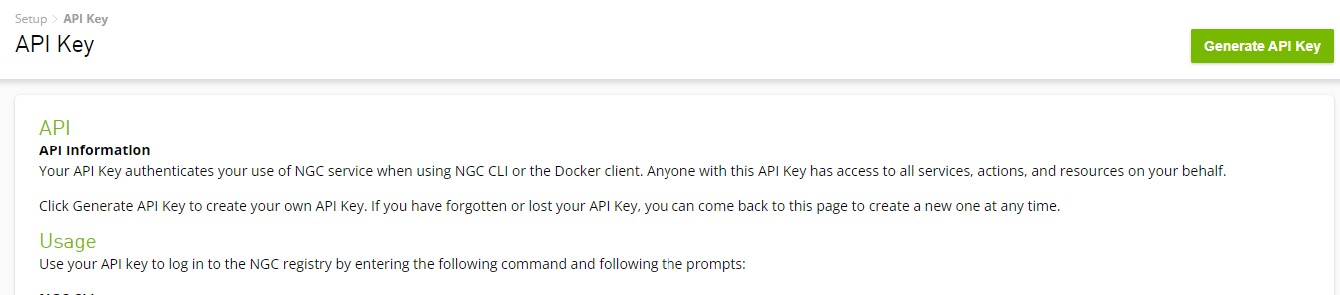 Setup > API Key
API Key
Generate API Key
API
API Information
Your API Key authenticates your use of NGC service when using NGC CLI or the Docker client. Anyone with this API Key has access to all services, actions, and resources on your behalf.
Click Generate API Key to create your own API Key. If you have forgotten or lost your API Key, you can come back to this page to create a new one at any time.
Usage
Use your API key to log in to the NGC registry by entering the following command and following the prompts:
NGC CLI